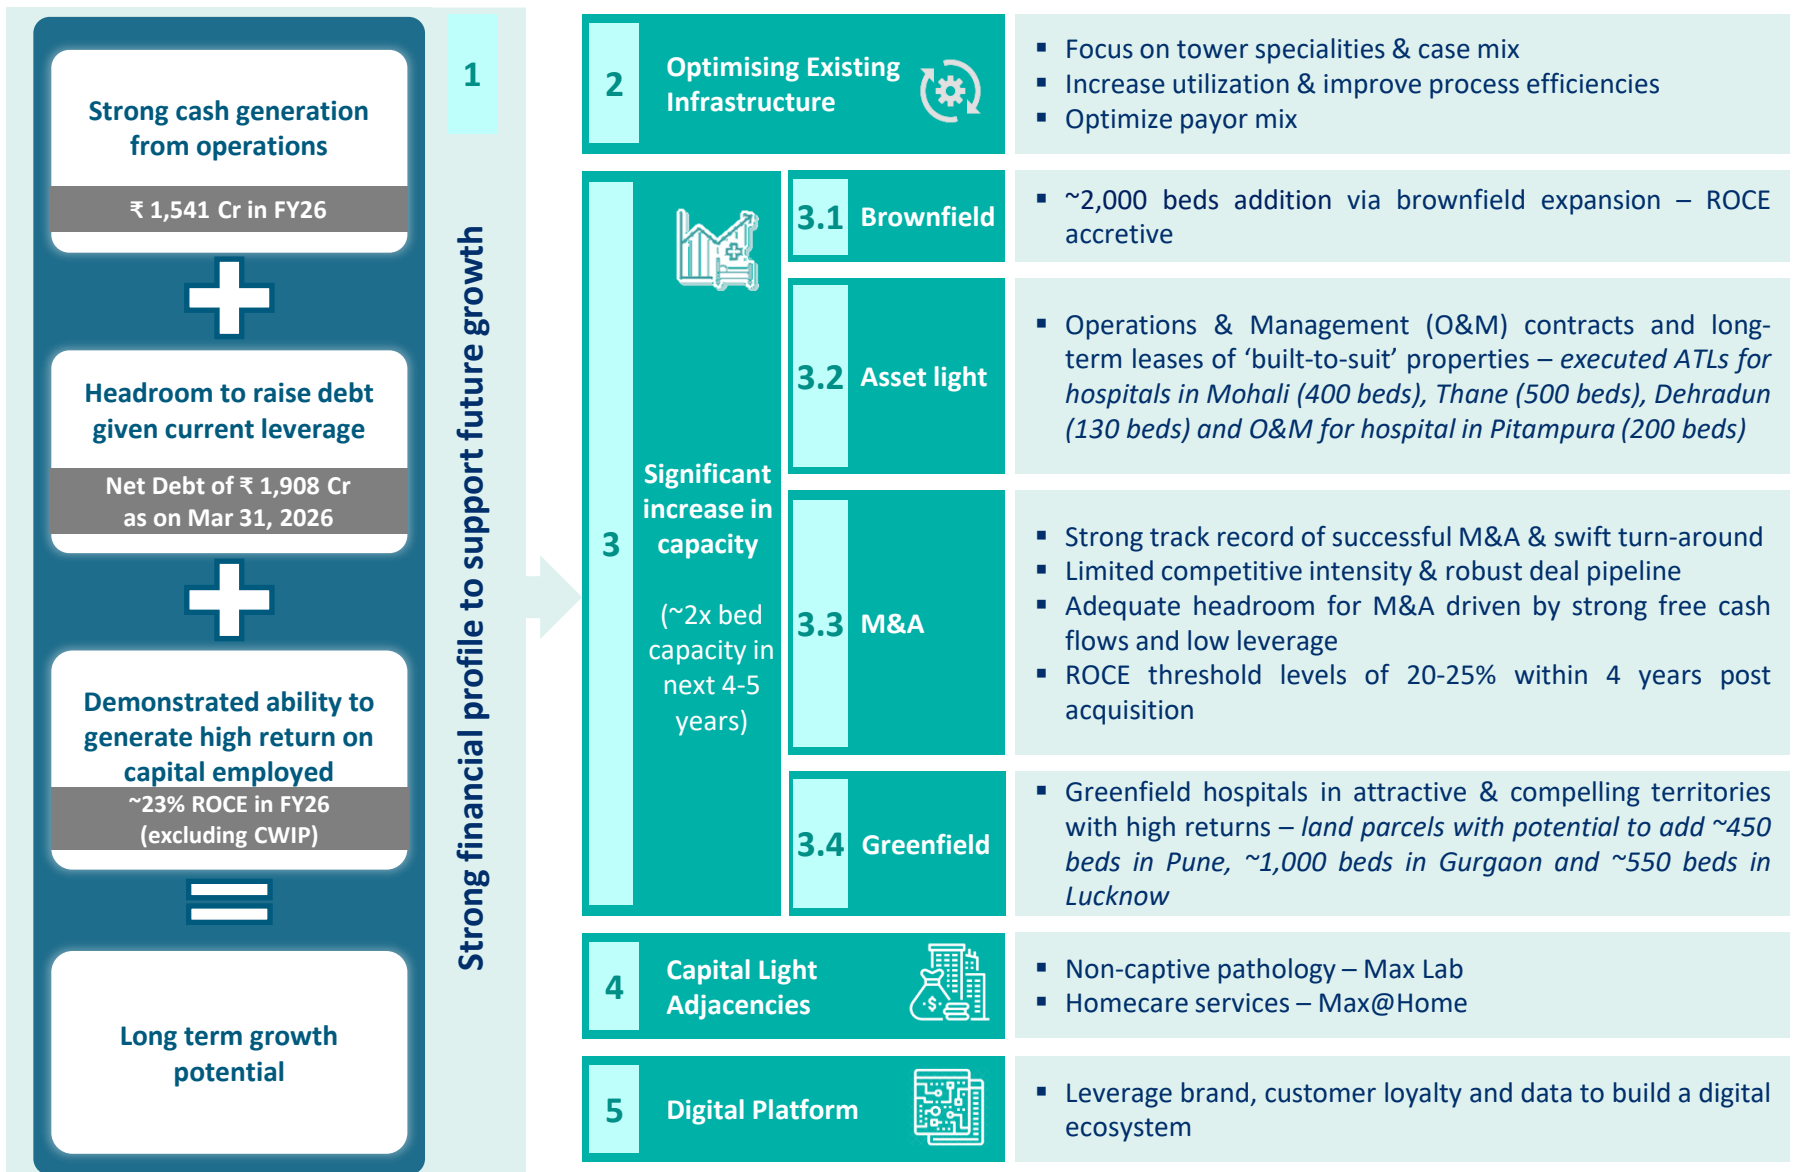 Strong cash generation
from operations
₹ 1,541 Cr in FY26
Headroom to raise debt
given current leverage
Net Debt of ₹ 1,908 Cr
as on Mar 31, 2026
Demonstrated ability to
generate high return on
capital employed
~23% ROCE in FY26
(excluding CWIP)
Long term growth
potential
1
Strong financial profile to support future growth
2
Optimising Existing
Infrastructure
▪ Focus on tower specialities & case mix
▪ Increase utilization & improve process efficiencies
▪ Optimize payor mix
3
Significant
increase in
capacity
(~2x bed
capacity in
next 4-5
years)
3.1 Brownfield
▪ ~2,000 beds addition via brownfield expansion – ROCE
accretive
3.2 Asset light
▪ Operations & Management (O&M) contracts and long-
term leases of ‘built-to-suit’ properties – executed ATLs for
hospitals in Mohali (400 beds), Thane (500 beds), Dehradun
(130 beds) and O&M for hospital in Pitampura (200 beds)
3.3 M&A
▪ Strong track record of successful M&A & swift turn-around
▪ Limited competitive intensity & robust deal pipeline
▪ Adequate headroom for M&A driven by strong free cash
flows and low leverage
▪ ROCE threshold levels of 20-25% within 4 years post
acquisition
3.4 Greenfield
▪ Greenfield hospitals in attractive & compelling territories
with high returns – land parcels with potential to add ~450
beds in Pune, ~1,000 beds in Gurgaon and ~550 beds in
Lucknow
4
Capital Light
Adjacencies
▪ Non-captive pathology – Max Lab
▪ Homecare services – Max@Home
5
Digital Platform
▪ Leverage brand, customer loyalty and data to build a digital
ecosystem